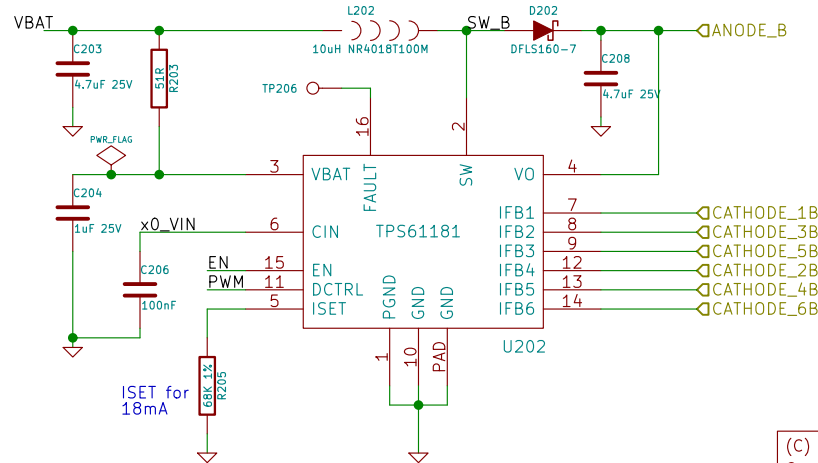 VBAT
L202
10uH NR4018T100M
SW_B
D202
DFLS160-7
ANODE_B
C203
4.7uF 25V
51R
R203
C208
4.7uF 25V
TP206
PWR_FLAG
16
2
3
VBAT
FAULT
SW
VO
4
C204
1uF 25V
x0_VIN
6
CIN
TPS61181
IFB1
7
CATHODE_1B
IFB2
8
CATHODE_3B
IFB3
9
CATHODE_5B
C206
100nF
EN
15
EN
IFB4
12
CATHODE_2B
PWM
11
DCTRL
IFB5
13
CATHODE_4B
5
ISET
IFB6
14
CATHODE_6B
PGND
GND
GND
1
10
PAD
U202
ISET for
18mA
68K 1%
R205
(C)